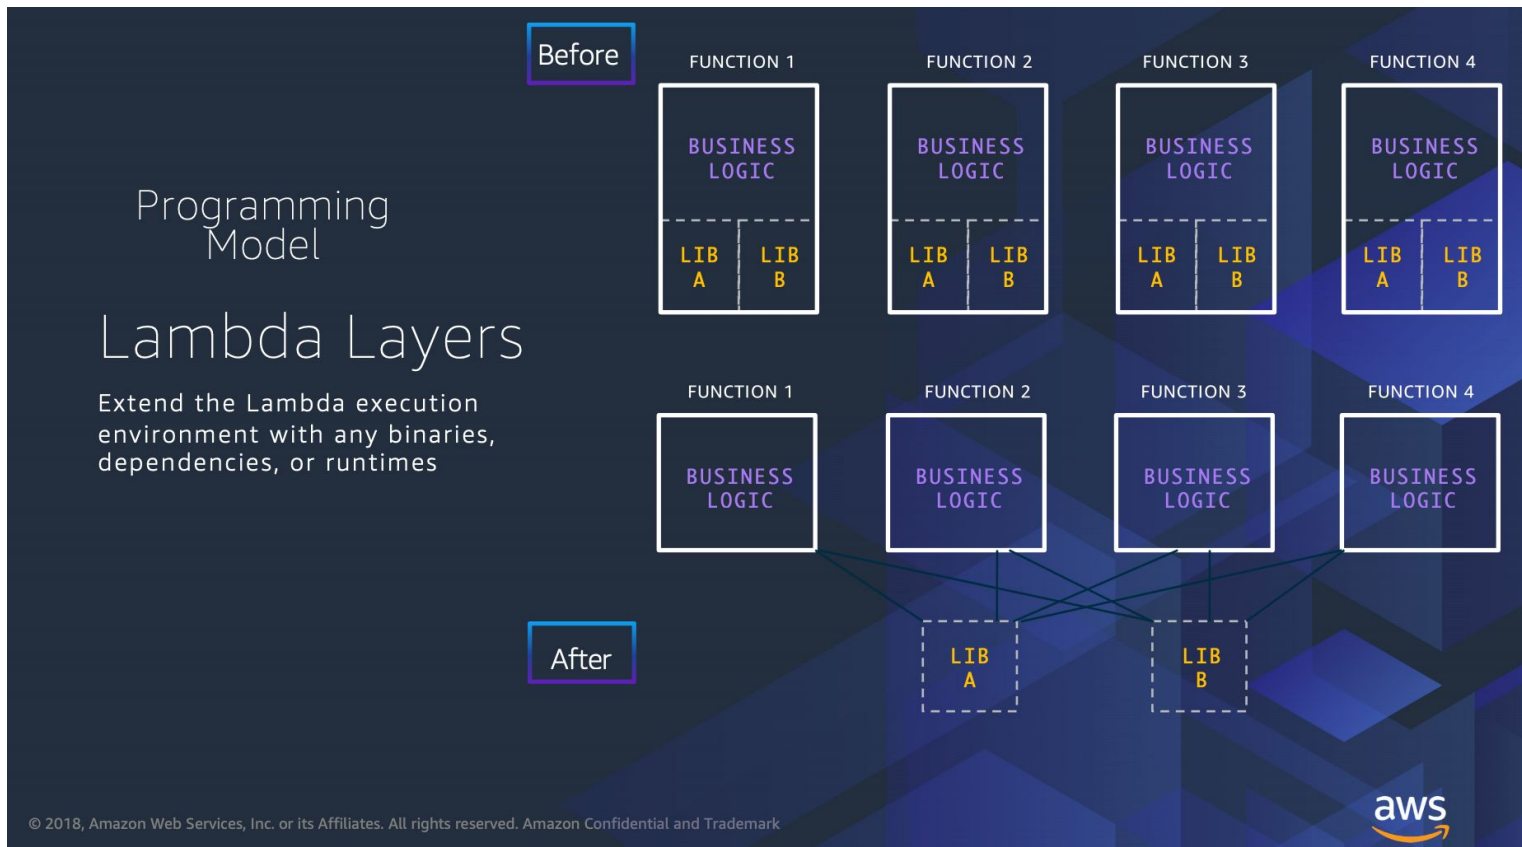 Before
FUNCTION 1
FUNCTION 2
FUNCTION 3
FUNCTION 4
BUSINESS
LOGIC
BUSINESS
LOGIC
BUSINESS
LOGIC
BUSINESS
LOGIC
LIB
A
LIB
B
LIB
A
LIB
B
LIB
A
LIB
B
LIB
A
LIB
B
Programming
Model
Lambda Layers
Extend the Lambda execution
environment with any binaries,
dependencies, or runtimes
After
FUNCTION 1
FUNCTION 2
FUNCTION 3
FUNCTION 4
BUSINESS
LOGIC
BUSINESS
LOGIC
BUSINESS
LOGIC
BUSINESS
LOGIC
LIB
A
LIB
B
© 2018, Amazon Web Services, Inc. or its Affiliates. All rights reserved. Amazon Confidential and Trademark
aws